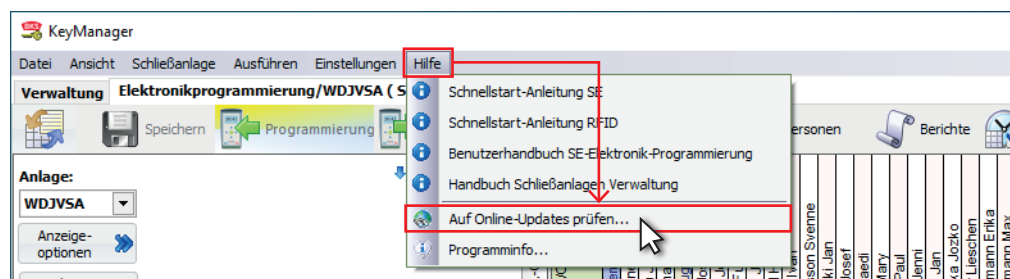 BKS KeyManager
Datei Ansicht Schließanlage Ausführen Einstellungen Hilfe
Verwaltung Elektronikprogrammierung/WDJVSA ( S
Schnellstart-Anleitung SE
Speichern Programmierung Schnellstart-Anleitung RFID ersonen Berichte
Benutzerhandbuch SE-Elektronik-Programmierung
Anlage: Handbuch Schließanlagen Verwaltung
WDJVSA
Auf Online-Updates prüfen...
Anzeige-
optionen
Programminfo...
son Svenne
ki Jan
Josef
aedi
Mary
Paul
Jenni
Jan
a Jozko
r Lieschen
mann Erika
mann Max